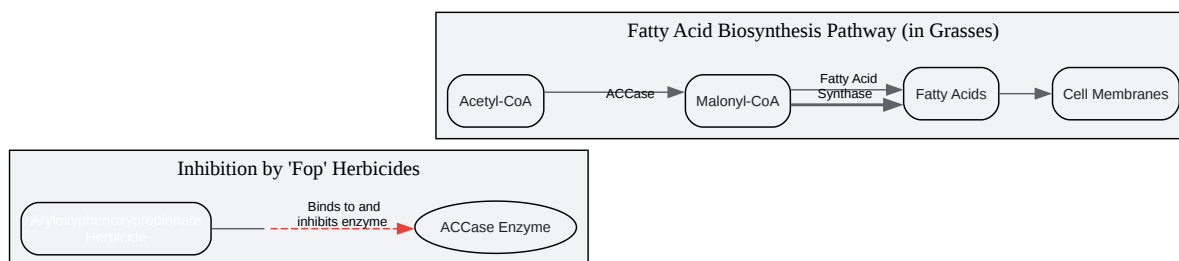 Fatty Acid Biosynthesis Pathway (in Grasses)
Acetyl-CoA
ACCase
Malonyl-CoA
Fatty Acid
Synthase
Fatty Acids
Cell Membranes
Inhibition by 'Fop' Herbicides
Aryloxyphenoxypropionate
Herbicide
Binds to and
inhibits enzyme
ACCase Enzyme